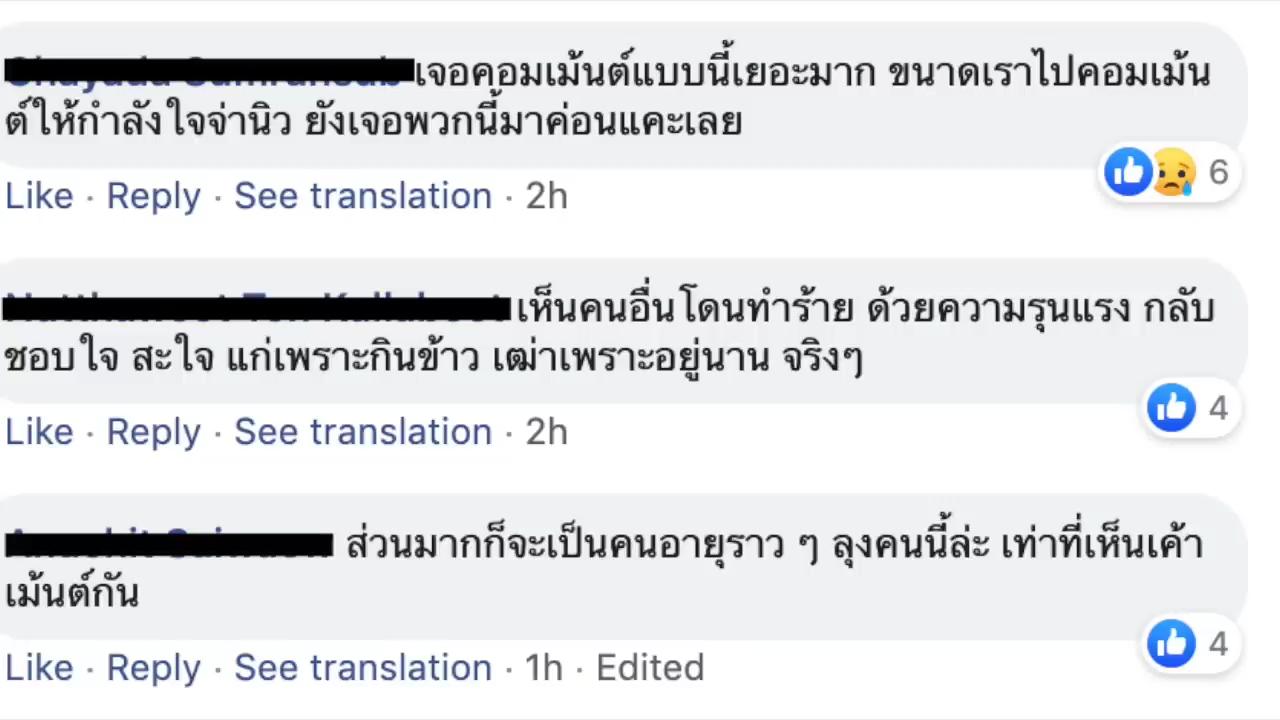 เจอคอมเม้นต์แบบนี้เยอะมาก ขนาดเราไปคอมเม้น
ต์ให้กำลังใจจ่านิว ยังเจอพวกนี้มาค่อนแคะเลย
6
Like · Reply · See translation · 2h
เห็นคนอื่นโดนทำร้าย ด้วยความรุนแรง กลับ
ชอบใจ สะใจ แก่เพราะกินข้าว เฒ่าเพราะอยู่นาน จริงๆ
4
Like · Reply · See translation · 2h
ส่วนมากก็จะเป็นคนอายุราว ๆ ลุงคนนี้ล่ะ เท่าที่เห็นเค้า
เม้นต์กัน
4
Like · Reply · See translation · 1h · Edited